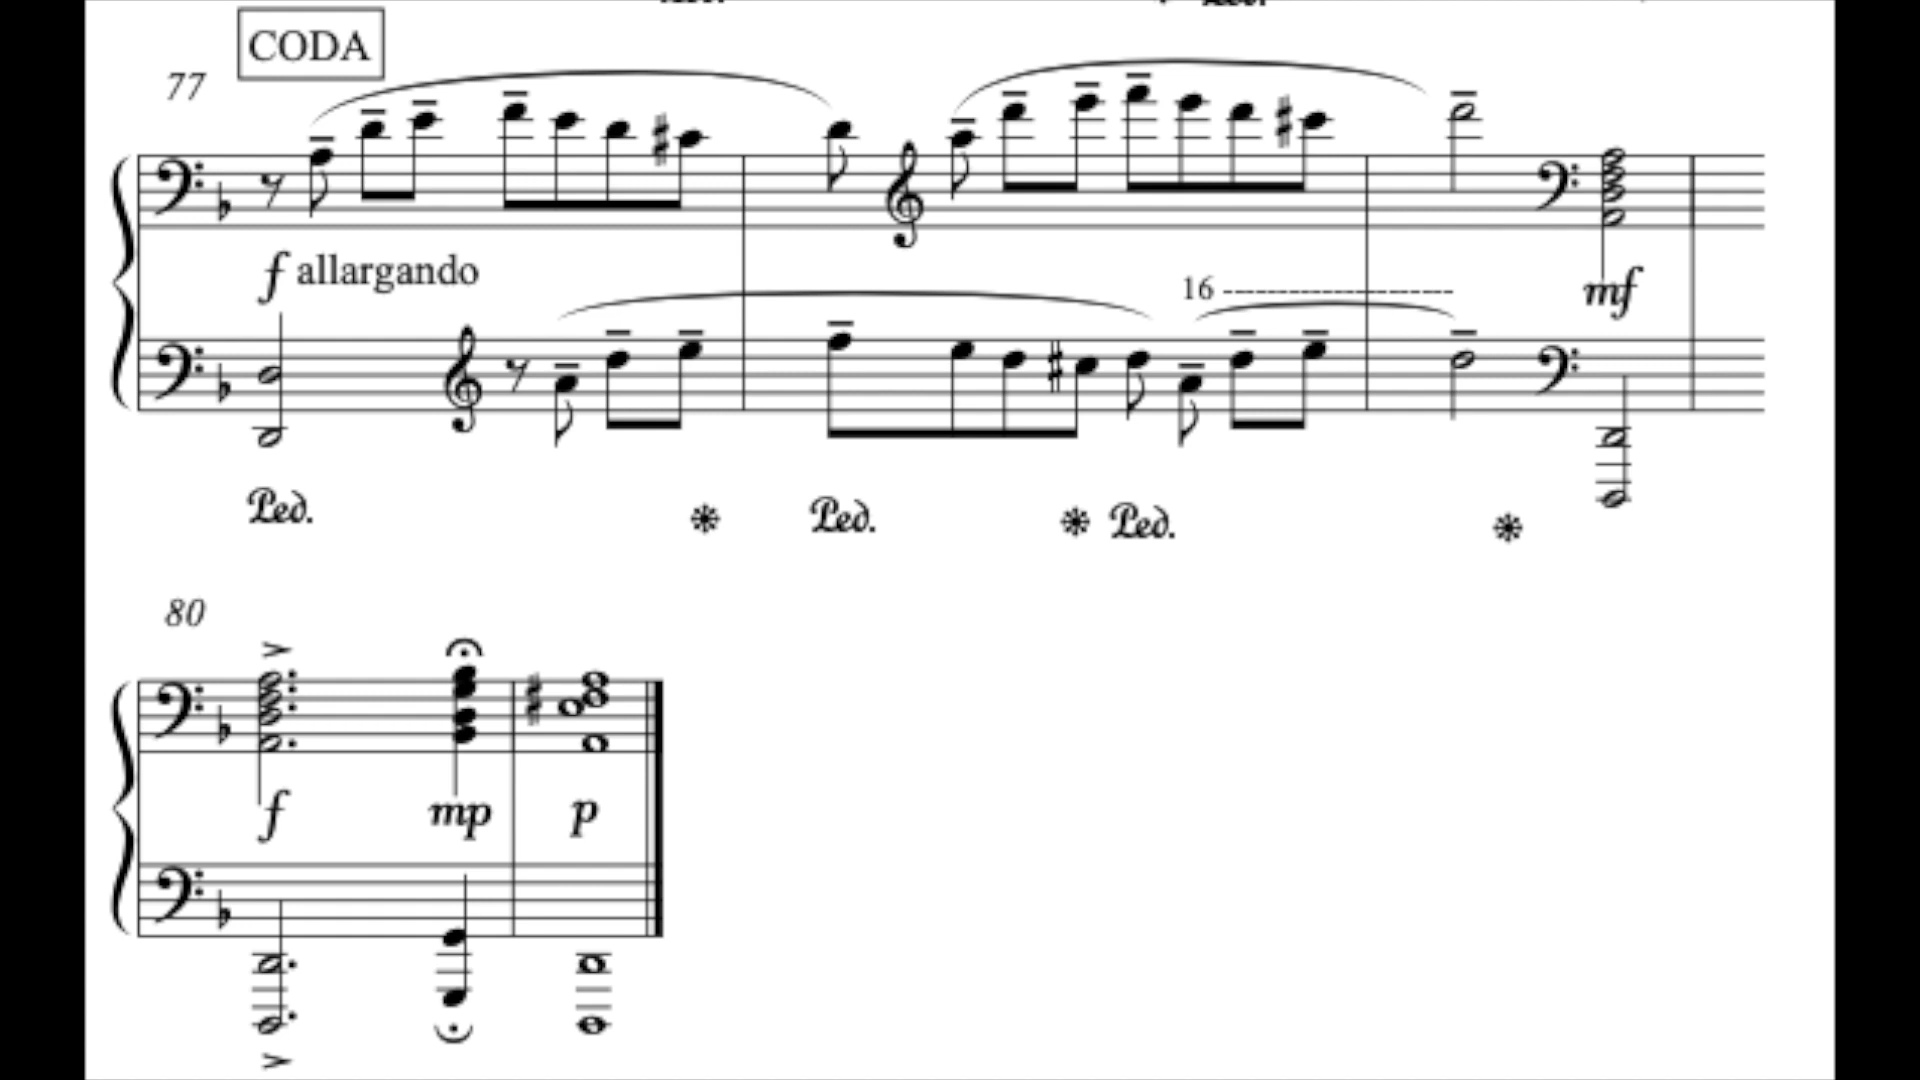 CODA
77
f allargando
16
mf
Ped. Ped. Ped.
80
f mp p